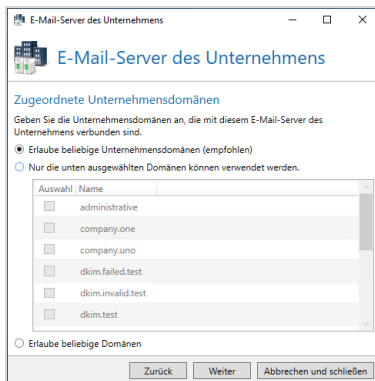 E-Mail-Server des Unternehmens
E-Mail-Server des Unternehmens
Zugeordnete Unternehmensdomänen
Geben Sie die Unternehmensdomänen an, die mit diesem E-Mail-Server des
Unternehmens verbunden sind.
Erlaube beliebige Unternehmensdomänen (empfohlen)
Nur die unten ausgewählten Domänen können verwendet werden.
Auswahl Name
administrative
company.one
company.uno
dkim.failed.test
dkim.invalid.test
dkim.test
Erlaube beliebige Domänen
Zurück Weiter Abbrechen und schließen